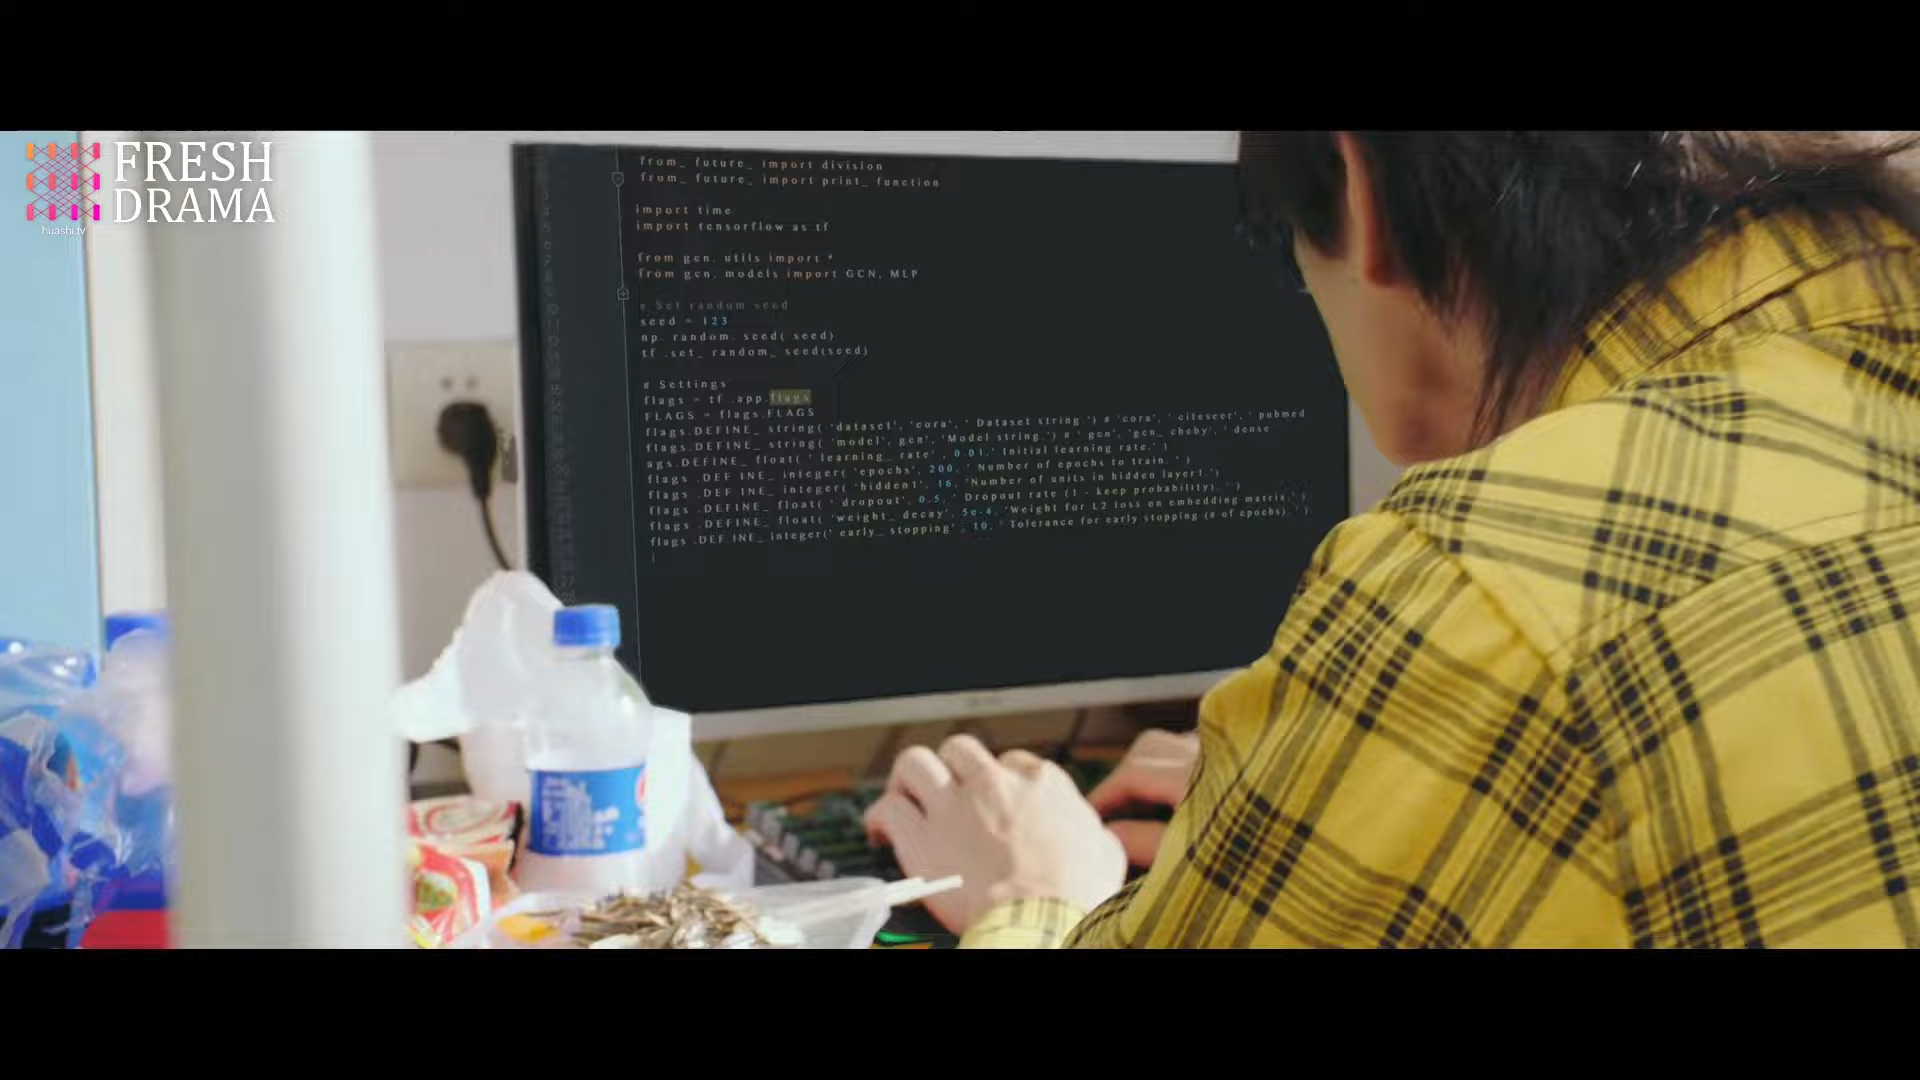 FRESH
DRAMA
huashi.tv
from_ future_ import division
from_ future_ import print_ function
import time
import tensorflow as tf
from gcn. utils import *
from gcn. models import GCN, MLP
# Set random seed
seed = 123
np. random. seed( seed)
tf .set_ random_ seed(seed)
# Settings
flags = tf .app.flags
FLAGS = flags.FLAGS
flags.DEFINE_ string( 'dataset', 'cora', ' Dataset string ') # 'cora', ' citeseer', ' pubmed
flags.DEFINE_ string( 'model', gcn', 'Model string.') # ' gcn', 'gcn_ cheby', ' dense
ags.DEFINE_ float( ' learning_ rate' , 0.01,' Initial learning rate.' )
flags .DEF INE_ integer( 'epochs', 200, ' Number of epochs to train. ' )
flags .DEF INE_ integer( 'hidden1', 16, 'Number of units in hidden layer1.')
flags .DEFINE_ float( ' dropout', 0.5, ' Dropout rate (1 - keep probability). ' )
flags .DEFINE_ float( 'weight_ decay', 5e-4, 'Weight for L2 loss on embedding matrix.' )
flags .DEF INE_ integer(' early_ stopping' , 10, ' Tolerance for early stopping (# of epochs). ' )